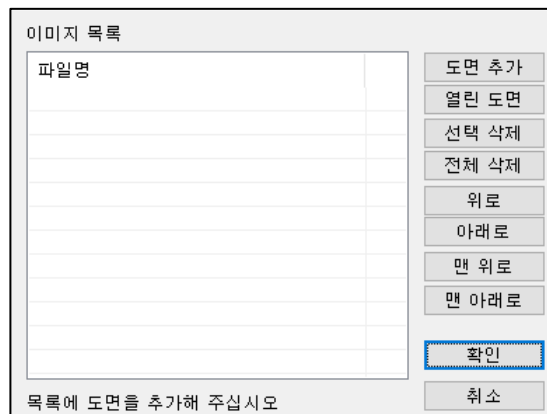 이미지 목록
파일명
도면 추가
열린 도면
선택 삭제
전체 삭제
위로
아래로
맨 위로
맨 아래로
확인
취소
목록에 도면을 추가해 주십시오